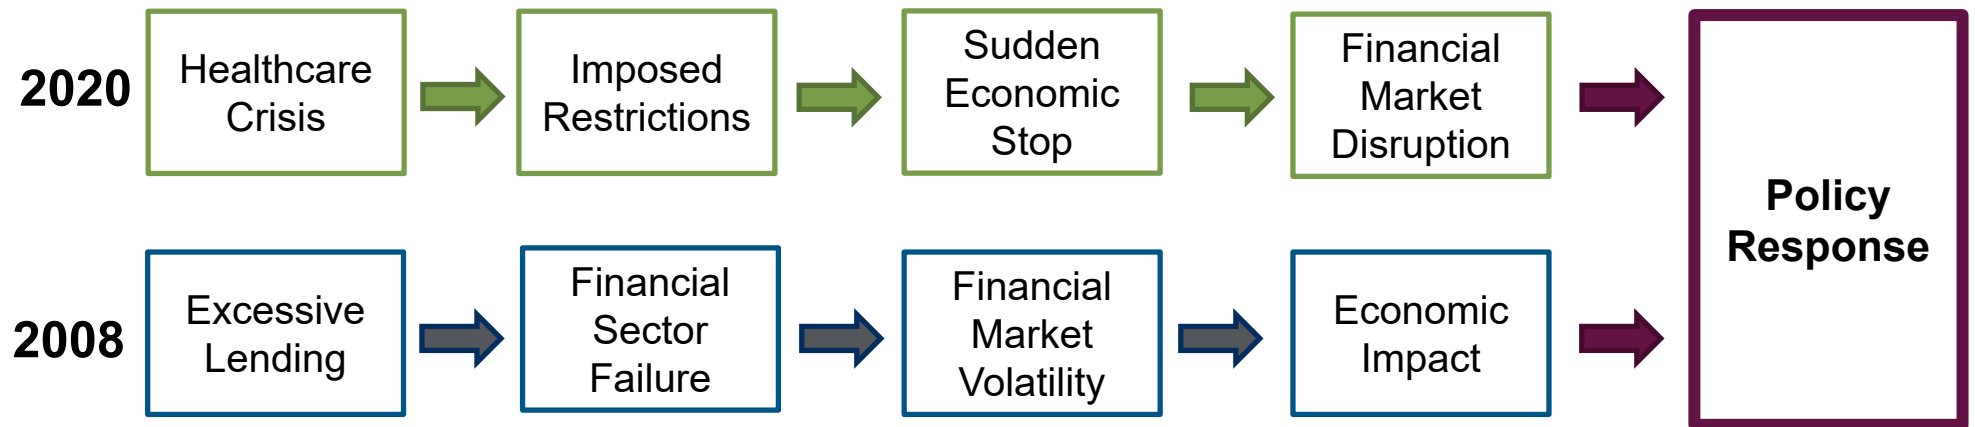 2020
Healthcare
Crisis
Imposed
Restrictions
Sudden
Economic
Stop
Financial
Market
Disruption
Policy
Response
2008
Excessive
Lending
Financial
Sector
Failure
Financial
Market
Volatility
Economic
Impact